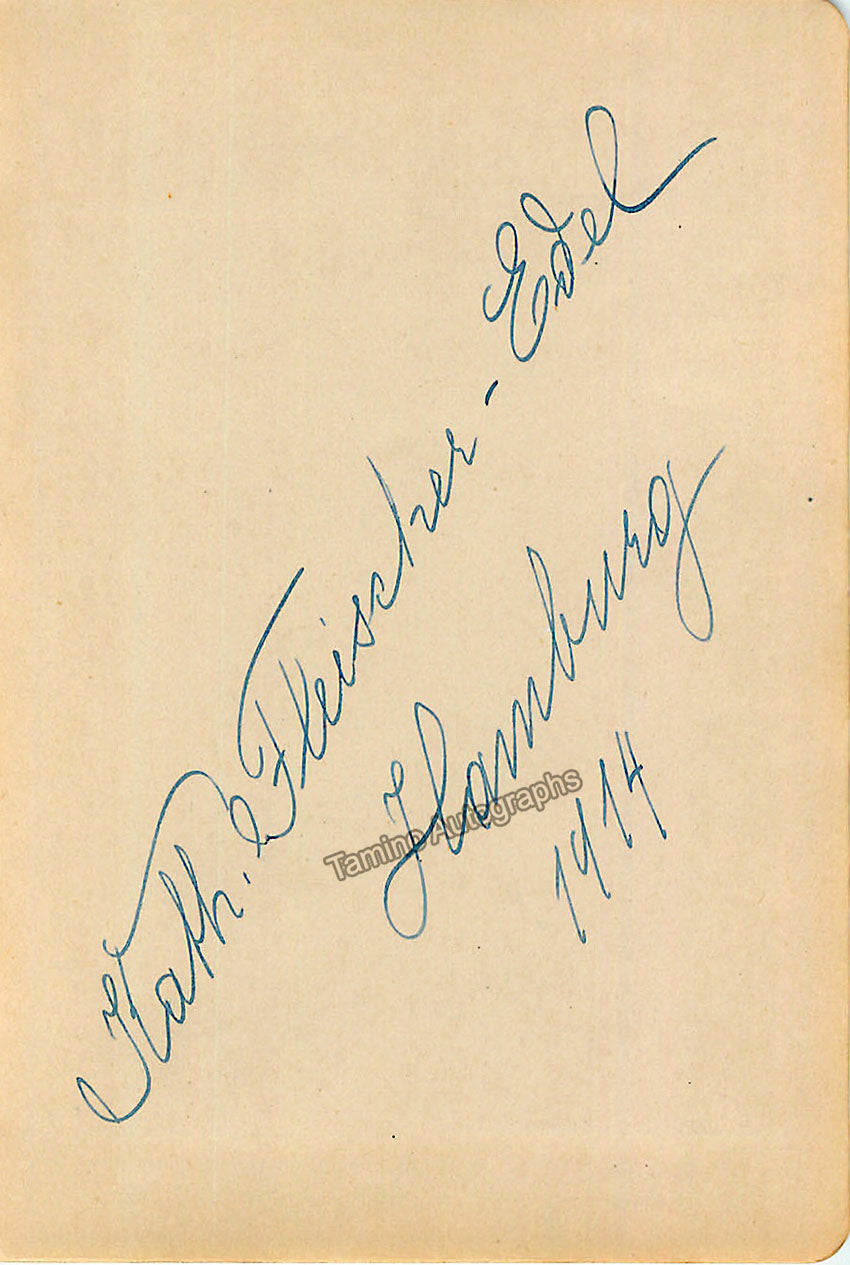 Kath. Fleischer-Edel
Hamburg
1914
Tamino Autographs